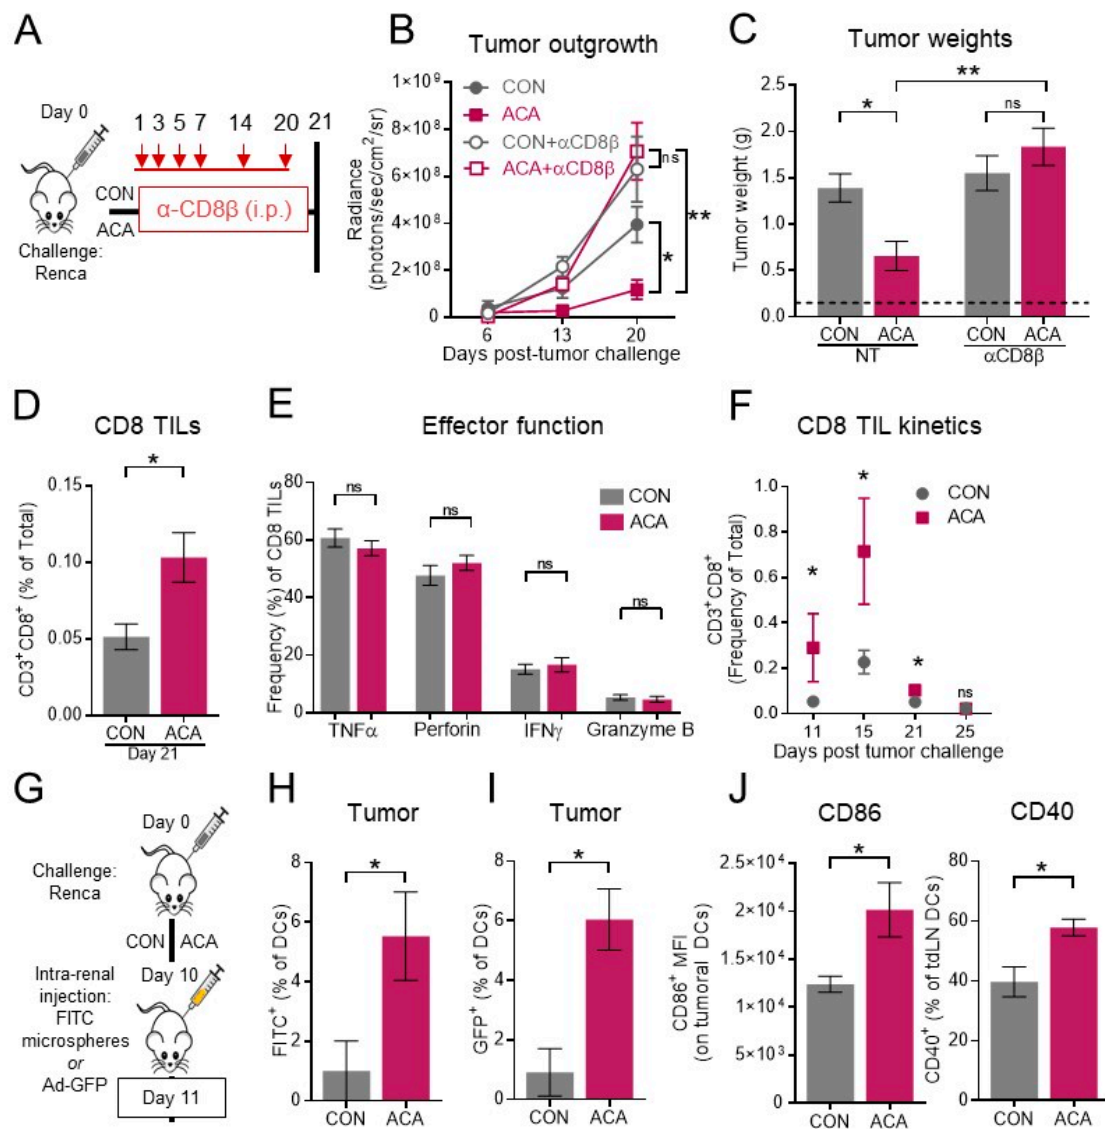 A
Day 0
1 3 5 7 14 20 21
CON
ACA
α-CD8β (i.p.)
Challenge:
Renca
B
Tumor outgrowth
Radiance
(photons/sec/cm²/sr)
1×10⁹
8×10⁸
6×10⁸
4×10⁸
2×10⁸
0
CON
ACA
CON+αCD8β
ACA+αCD8β
ns
**
*
6 13 20
Days post-tumor challenge
C
Tumor weights
Tumor weight (g)
2.5
2.0
1.5
1.0
0.5
0.0
**
* ns
CON ACA CON ACA
NT αCD8β
D
CD8 TILs
CD3⁺CD8⁺ (% of Total)
0.15
0.10
0.05
0.00
*
CON ACA
Day 21
E
Effector function
Frequency (%) of CD8 TILs
80
60
40
20
0
ns ns ns ns
CON
ACA
TNFα Perforin IFNγ Granzyme B
F
CD8 TIL kinetics
CD3⁺CD8⁺
(Frequency of Total)
1.0
0.8
0.6
0.4
0.2
0.0
CON
ACA
* * * ns
11 15 21 25
Days post tumor challenge
G
Day 0
Challenge:
Renca
CON ACA
Day 10
Intra-renal
injection:
FITC
microspheres
or
Ad-GFP
Day 11
H
Tumor
FITC⁺ (% of DCs)
8
6
4
2
0
*
CON ACA
I
Tumor
GFP⁺ (% of DCs)
8
6
4
2
0
*
CON ACA
J
CD86
CD86⁺ MFI
(on tumoral DCs)
2.5×10⁴
2×10⁴
1.5×10⁴
1×10⁴
5×10³
0
*
CON ACA
CD40
CD40⁺ (% of tdLN DCs)
80
60
40
20
0
*
CON ACA